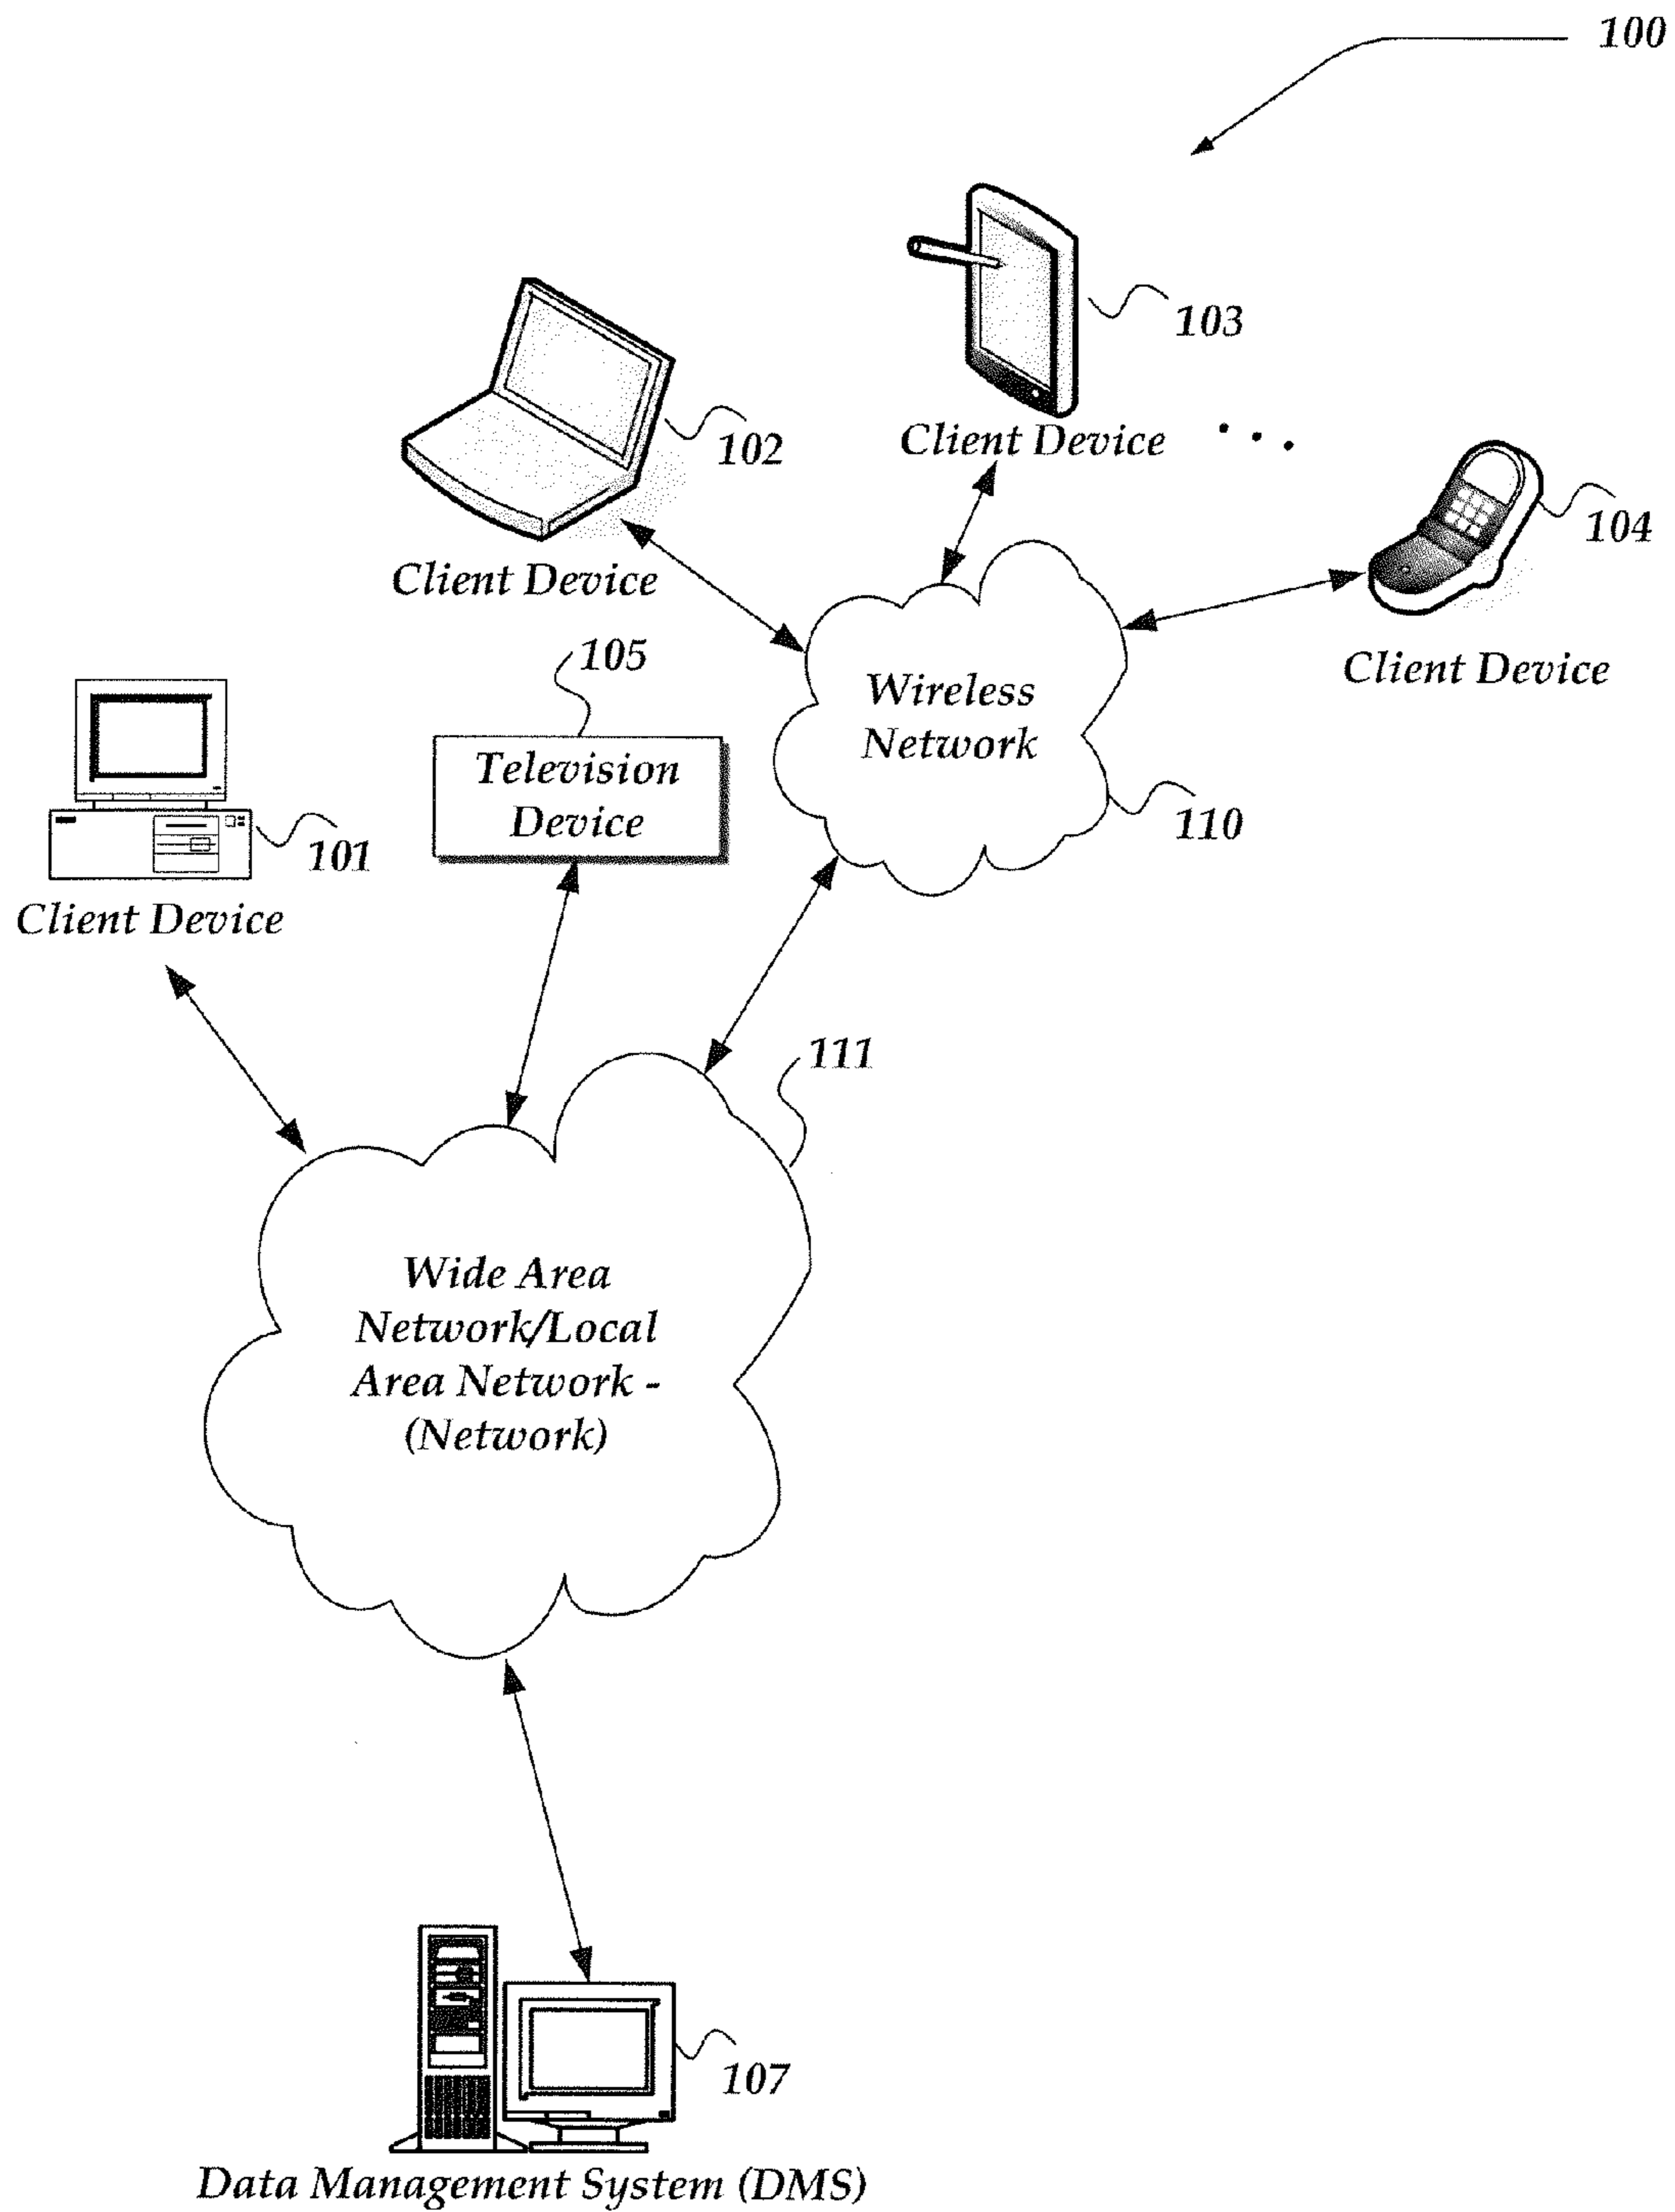 100
103
102
Client Device
104
Client Device
Client Device
105
Wireless
Network
Television
Device
110
101
Client Device
111
Wide Area
Network/Local
Area Network -
(Network)
107
Data Management System (DMS)